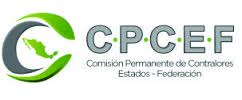 C·P·C·E·F
Comisión Permanente de Contralores
Estados - Federación